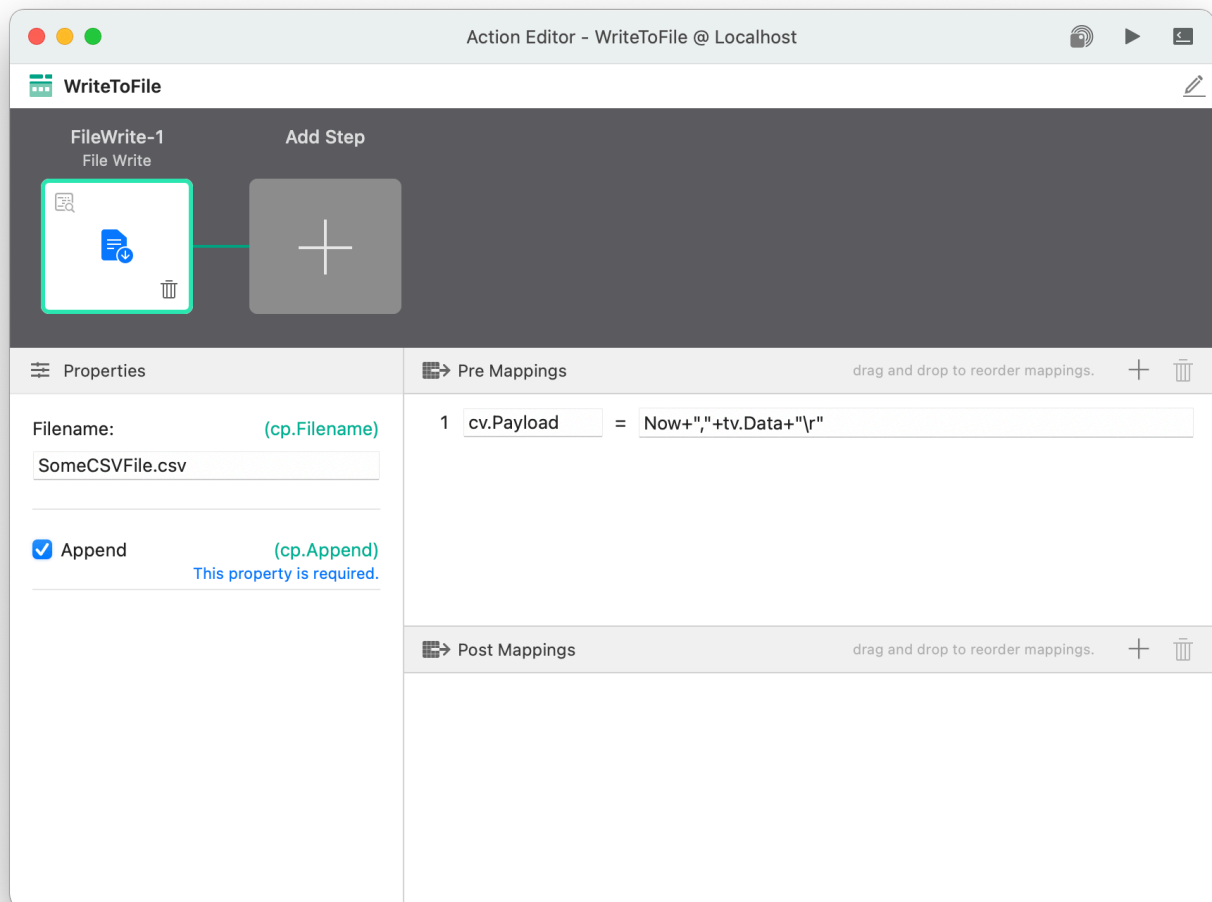 Action Editor - WriteToFile @ Localhost
WriteToFile
FileWrite-1
File Write
Add Step
Properties
Filename: (cp.Filename)
SomeCSVFile.csv
Append (cp.Append)
This property is required.
Pre Mappings drag and drop to reorder mappings.
1 cv.Payload = Now+","+tv.Data+"\r"
Post Mappings drag and drop to reorder mappings.